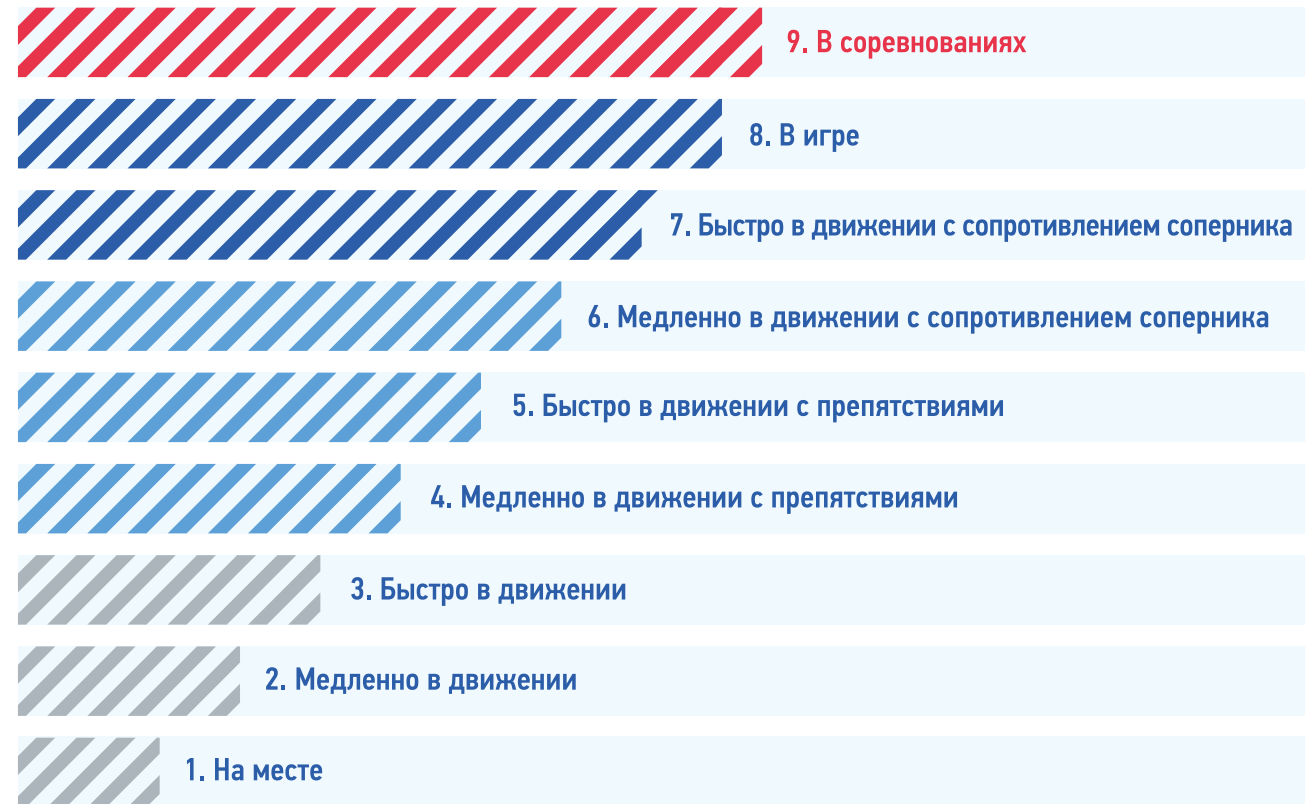 9. В соревнованиях
8. В игре
7. Быстро в движении с сопротивлением соперника
6. Медленно в движении с сопротивлением соперника
5. Быстро в движении с препятствиями
4. Медленно в движении с препятствиями
3. Быстро в движении
2. Медленно в движении
1. На месте